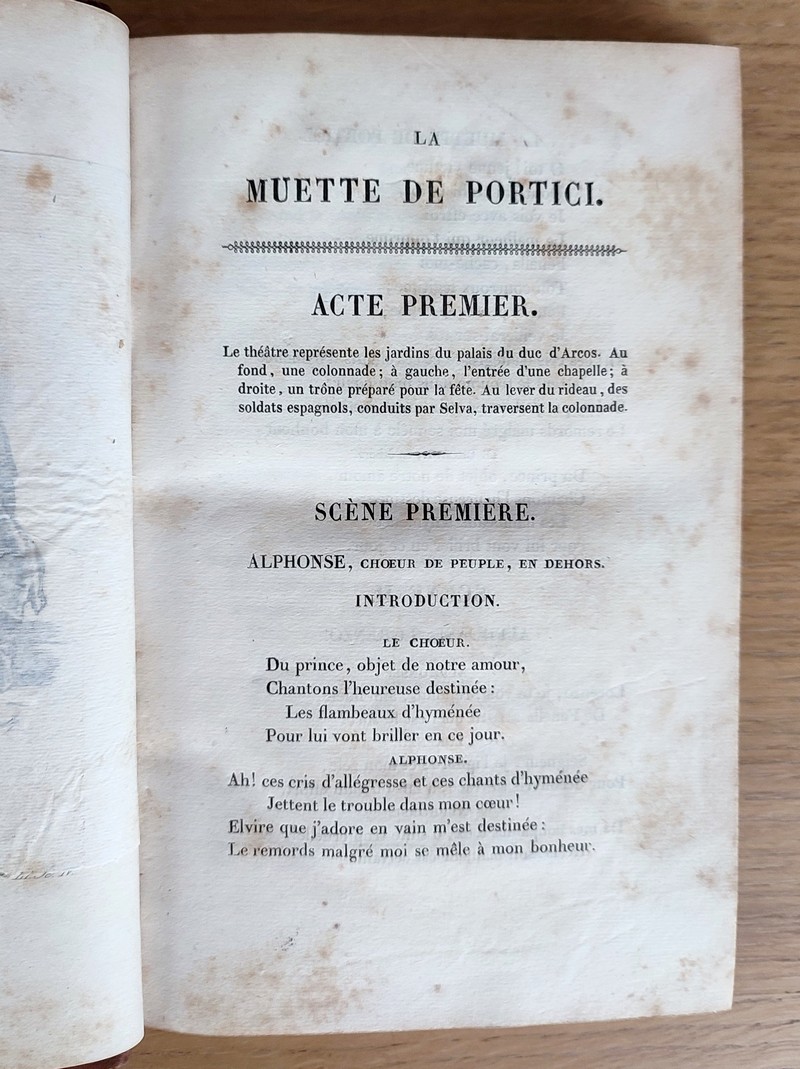 LA
MUETTE DE PORTICI.
ACTE PREMIER.
Le théâtre représente les jardins du palais du duc d'Arcos. Au
fond, une colonnade; à gauche, l'entrée d'une chapelle; à
droite, un trône préparé pour la fête. Au lever du rideau, des
soldats espagnols, conduits par Selva, traversent la colonnade.
SCÈNE PREMIÈRE.
ALPHONSE, CHOEUR DE PEUPLE, EN DEHORS.
INTRODUCTION.
LE CHOEUR.
Du prince, objet de notre amour,
Chantons l'heureuse destinée:
Les flambeaux d'hyménée
Pour lui vont briller en ce jour.
ALPHONSE.
Ah! ces cris d'allégresse et ces chants d'hyménée
Jettent le trouble dans mon cœur!
Elvire que j'adore en vain m'est destinée:
Le remords malgré moi se mêle à mon bonheur.